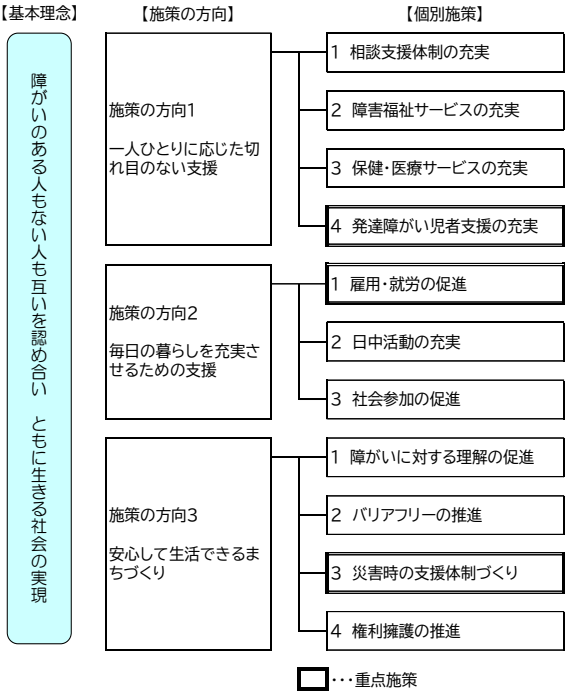 【基本理念】
【施策の方向】
【個別施策】
障がいのある人もない人も互いを認め合い ともに生きる社会の実現
施策の方向1
一人ひとりに応じた切
れ目のない支援
1 相談支援体制の充実
2 障害福祉サービスの充実
3 保健・医療サービスの充実
4 発達障がい児者支援の充実
施策の方向2
毎日の暮らしを充実さ
せるための支援
1 雇用・就労の促進
2 日中活動の充実
3 社会参加の促進
施策の方向3
安心して生活できるま
ちづくり
1 障がいに対する理解の促進
2 バリアフリーの推進
3 災害時の支援体制づくり
4 権利擁護の推進
・・・重点施策